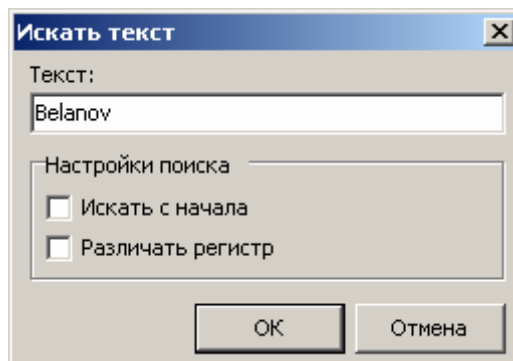 Искать текст
Текст:
Belanov
Настройки поиска
Искать с начала
Различать регистр
ОК
Отмена